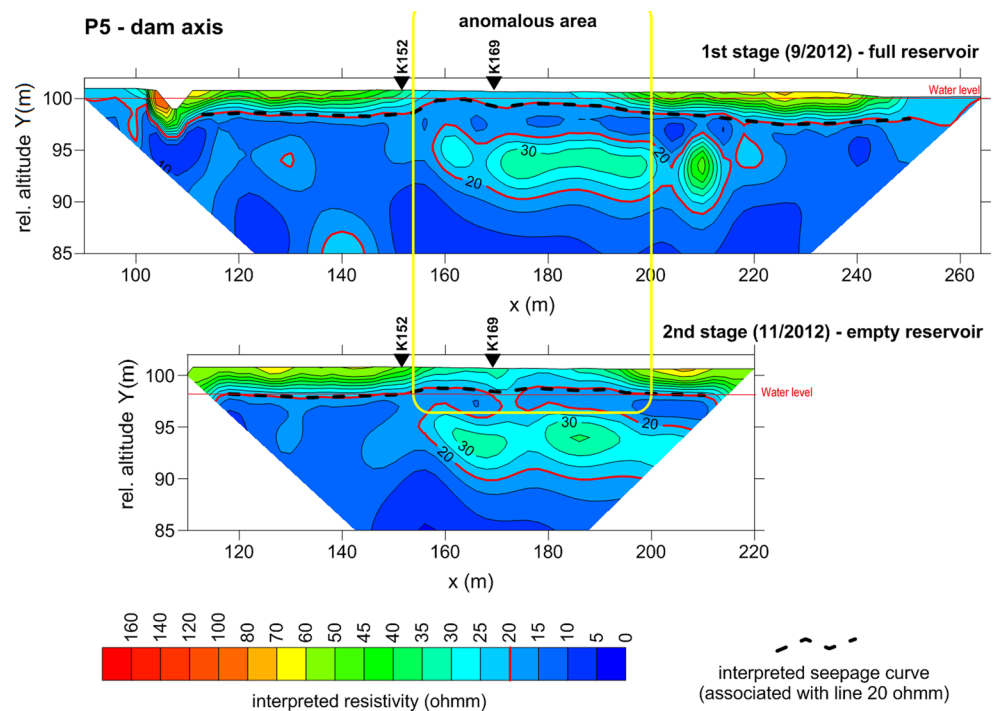 P5 - dam axis
anomalous area
1st stage (9/2012) - full reservoir
K152
K169
Water level
rel. altitude Y(m)
100
95
90
85
10
30
20
20
100 120 140 160 180 200 220 240 260
x (m)
2nd stage (11/2012) - empty reservoir
K152
K169
Water level
rel. altitude Y(m)
100
95
90
85
20
30
30
20
120 140 160 180 200 220
x (m)
160 140 120 100 80 70 60 50 45 40 35 30 25 20 15 10 5 0
interpreted resistivity (ohmm)
interpreted seepage curve
(associated with line 20 ohmm)